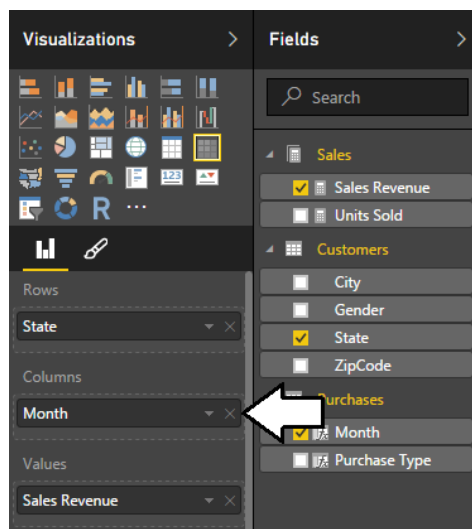 Visualizations
R
123
Rows
State
Columns
Month
Values
Sales Revenue
Fields
Search
Sales
Sales Revenue
Units Sold
Customers
City
Gender
State
ZipCode
Purchases
Month
Purchase Type